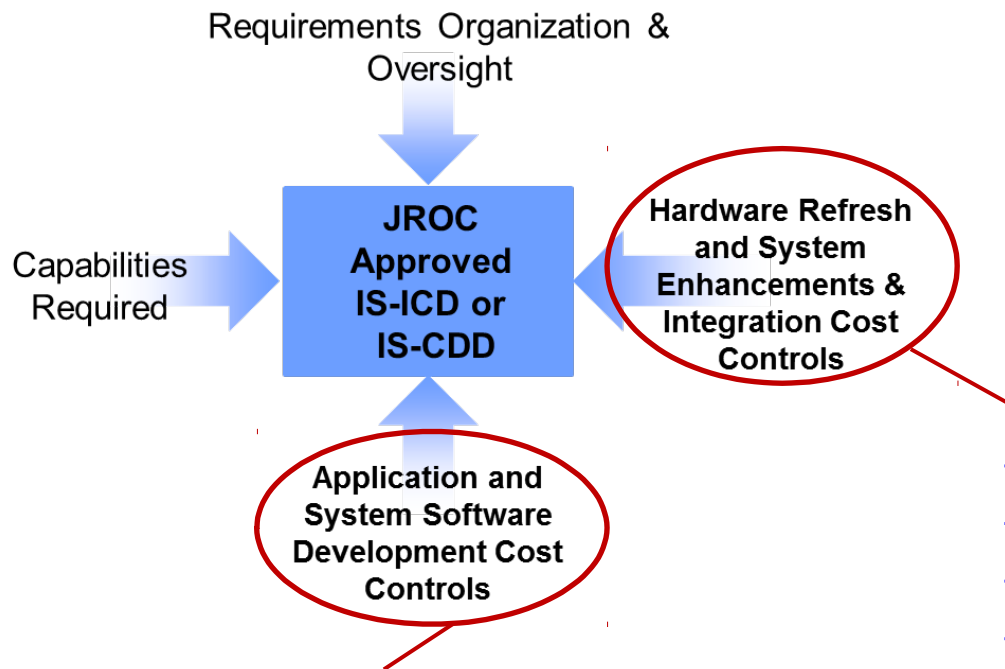 Requirements Organization &
Oversight
JROC
Approved
IS-ICD or
IS-CDD
Capabilities
Required
Hardware Refresh
and System
Enhancements &
Integration Cost
Controls
Application and
System Software
Development Cost
Controls